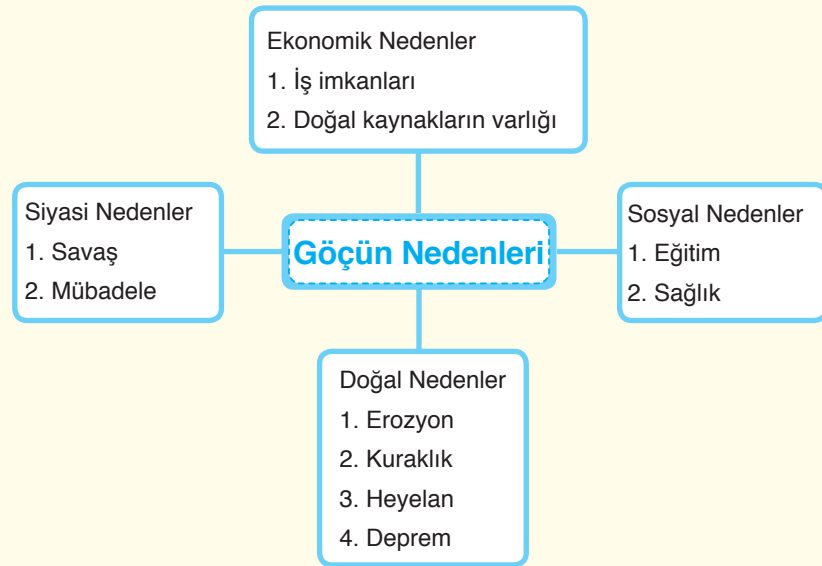 Ekonomik Nedenler
1. İş imkanları
2. Doğal kaynakların varlığı
Siyasi Nedenler
1. Savaş
2. Mübadele
Göçün Nedenleri
Sosyal Nedenler
1. Eğitim
2. Sağlık
Doğal Nedenler
1. Erozyon
2. Kuraklık
3. Heyelan
4. Deprem